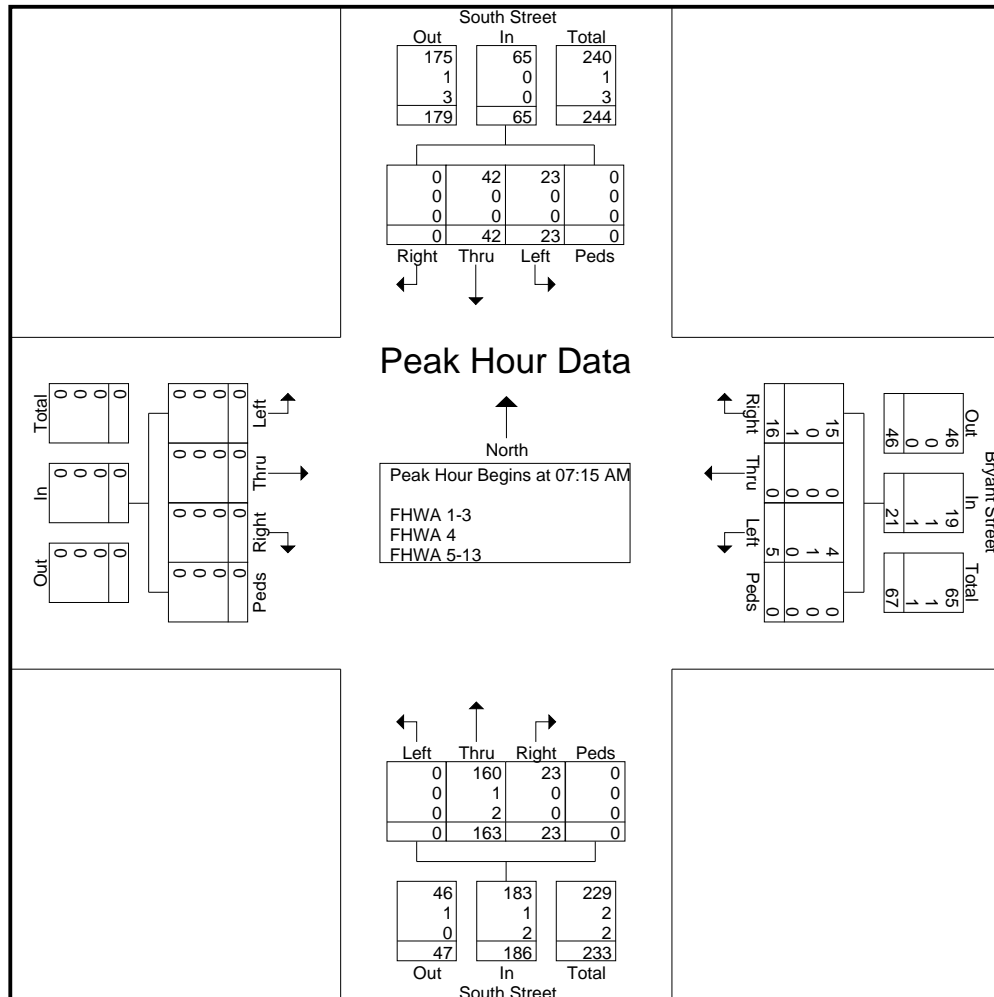 South Street
Out In Total
175 65 240
1 0 1
3 0 3
179 65 244
0 42 23 0
0 0 0 0
0 0 0 0
0 42 23 0
Right Thru Left Peds
Peak Hour Data
North
Peak Hour Begins at 07:15 AM
FHWA 1-3
FHWA 4
FHWA 5-13
Total In Out
0 0 0
0 0 0
0 0 0
0 0 0
0 0 0 0
0 0 0 0
0 0 0 0
0 0 0 0
Left Thru Right Peds
Bryant Street
Out In Total
46 19 65
0 1 1
0 1 1
46 21 67
15 0 4 0
0 0 1 0
1 0 0 0
16 0 5 0
Right Thru Left Peds
Left Thru Right Peds
0 160 23 0
0 1 0 0
0 2 0 0
0 163 23 0
46 183 229
1 1 2
0 2 2
47 186 233
Out In Total
South Street